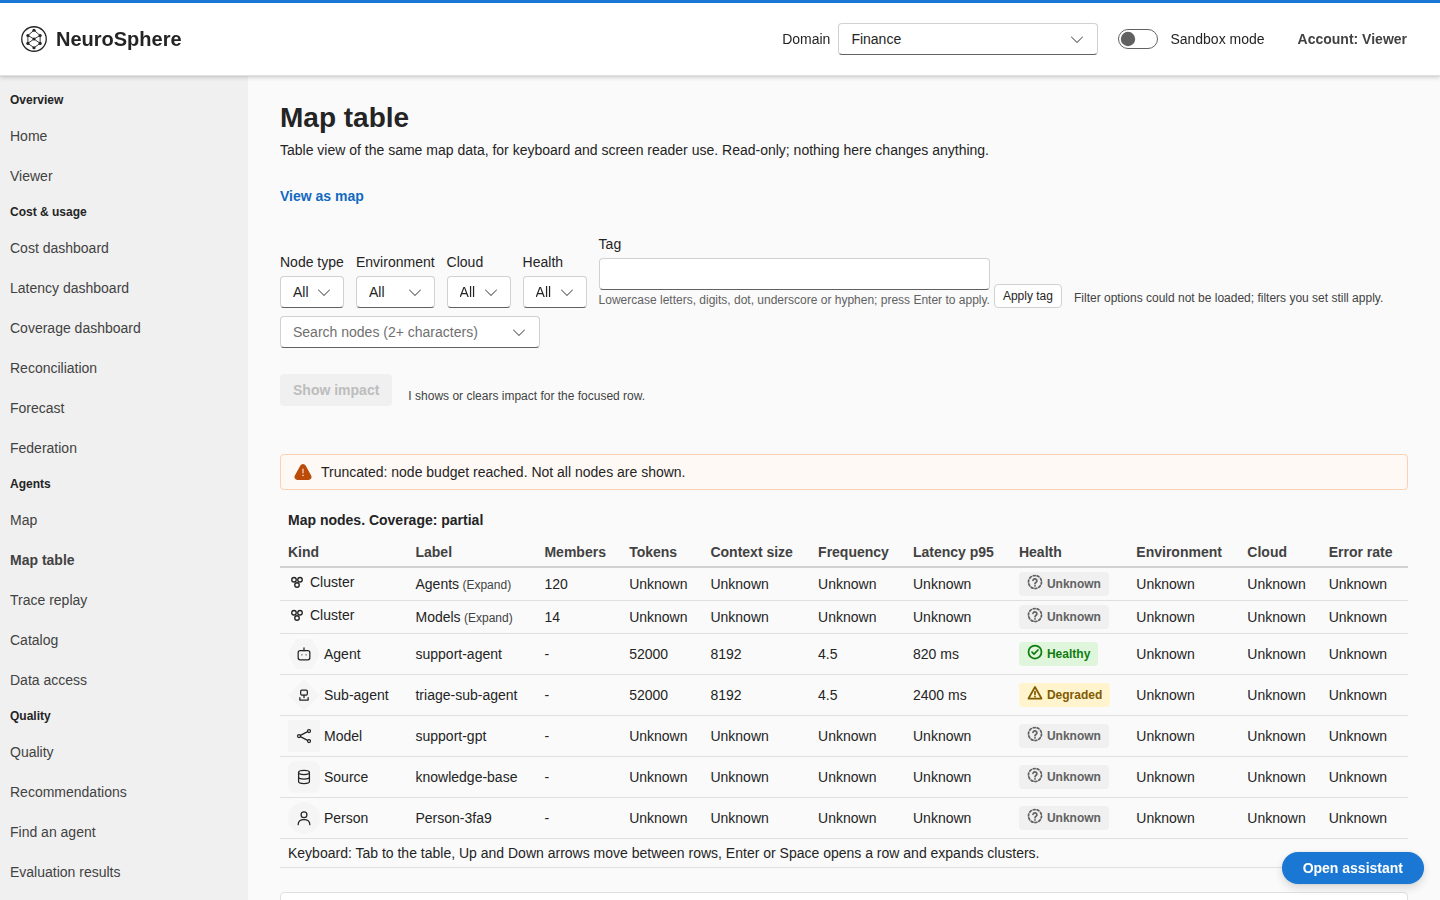 NeuroSphere
Domain Finance Sandbox mode Account: Viewer
Overview
Home
Viewer
Cost & usage
Cost dashboard
Latency dashboard
Coverage dashboard
Reconciliation
Forecast
Federation
Agents
Map
Map table
Trace replay
Catalog
Data access
Quality
Quality
Recommendations
Find an agent
Evaluation results
Map table
Table view of the same map data, for keyboard and screen reader use. Read-only; nothing here changes anything.
View as map
Node type Environment Cloud Health Tag
All All All All
Lowercase letters, digits, dot, underscore or hyphen; press Enter to apply. Apply tag Filter options could not be loaded; filters you set still apply.
Search nodes (2+ characters)
Show impact I shows or clears impact for the focused row.
Truncated: node budget reached. Not all nodes are shown.
Map nodes. Coverage: partial
Kind Label Members Tokens Context size Frequency Latency p95 Health Environment Cloud Error rate
Cluster Agents (Expand) 120 Unknown Unknown Unknown Unknown Unknown Unknown Unknown Unknown
Cluster Models (Expand) 14 Unknown Unknown Unknown Unknown Unknown Unknown Unknown Unknown
Agent support-agent - 52000 8192 4.5 820 ms Healthy Unknown Unknown Unknown
Sub-agent triage-sub-agent - 52000 8192 4.5 2400 ms Degraded Unknown Unknown Unknown
Model support-gpt - Unknown Unknown Unknown Unknown Unknown Unknown Unknown Unknown
Source knowledge-base - Unknown Unknown Unknown Unknown Unknown Unknown Unknown Unknown
Person Person-3fa9 - Unknown Unknown Unknown Unknown Unknown Unknown Unknown Unknown
Keyboard: Tab to the table, Up and Down arrows move between rows, Enter or Space opens a row and expands clusters.
Open assistant